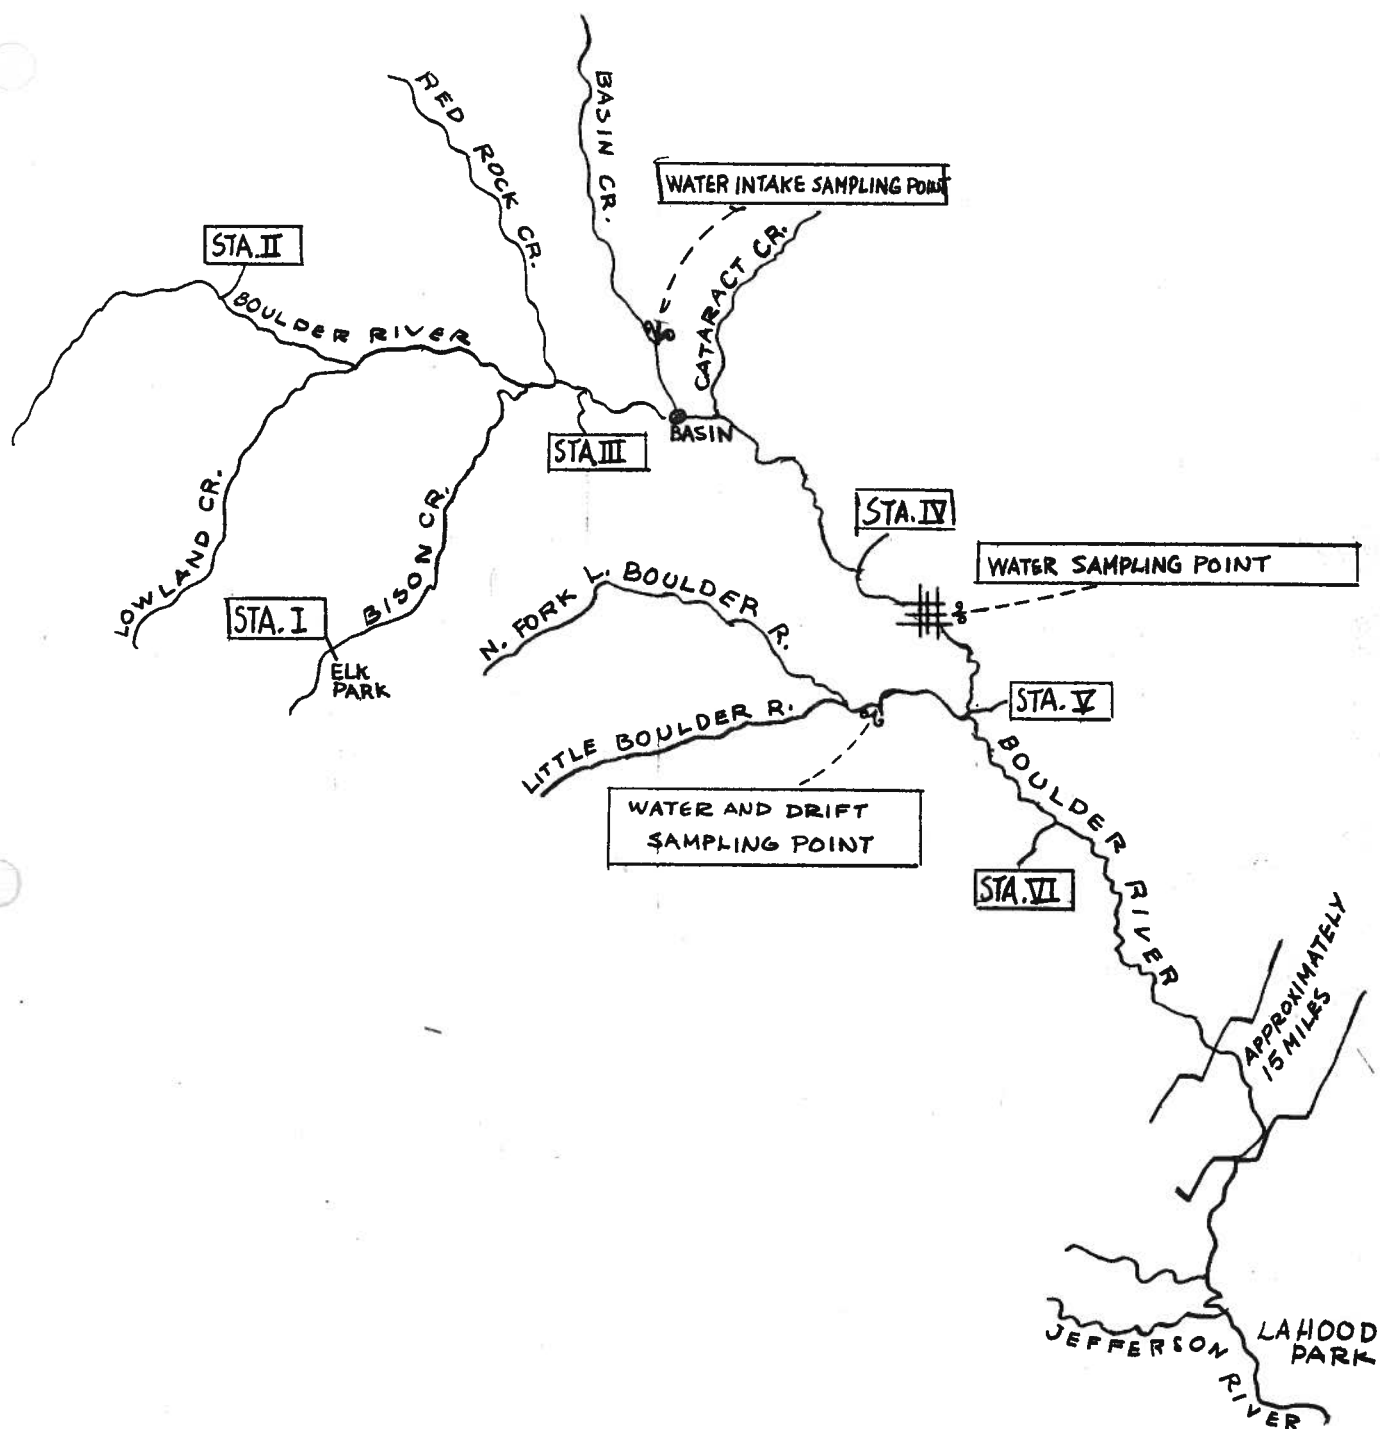 RED ROCK CR.
BASIN CR.
WATER INTAKE SAMPLING POINT
CATARACT CR.
STA. II
BOULDER RIVER
STA III
BASIN
STA. IV
WATER SAMPLING POINT
LOWLAND CR.
BISON CR.
STA. I
ELK
PARK
N. FORK L. BOULDER R.
LITTLE BOULDER R.
STA. V
WATER AND DRIFT
SAMPLING POINT
BOULDER RIVER
STA. VI
APPROXIMATELY
15 MILES
JEFFERSON RIVER
LAHOOD
PARK